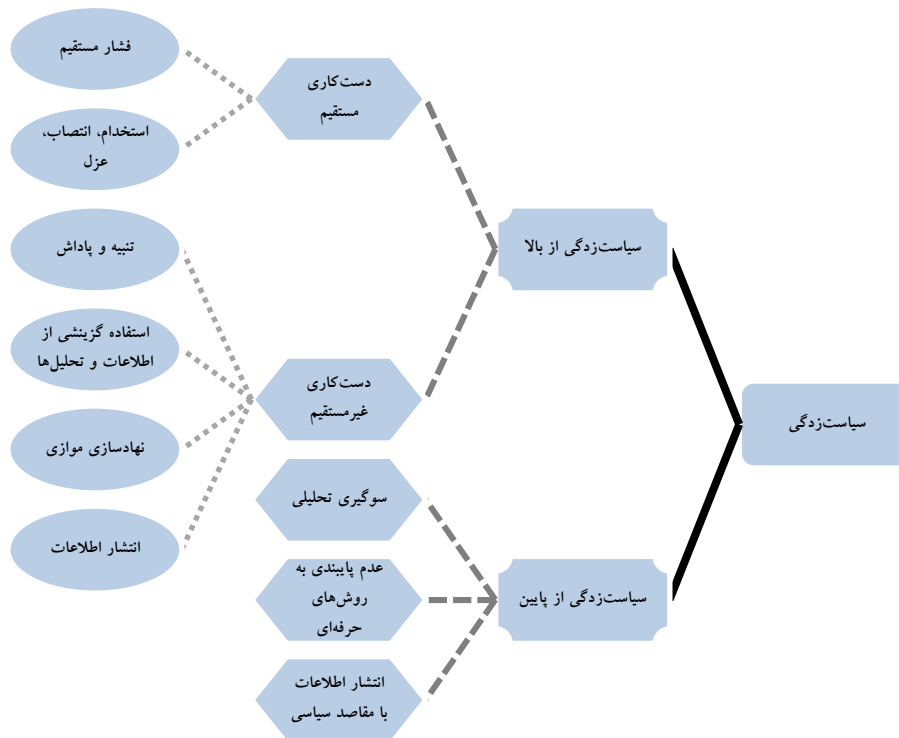 سیاست‌زدگی
سیاست‌زدگی از بالا
دست‌کاری
مستقیم
فشار مستقیم
استخدام، انتصاب،
عزل
دست‌کاری
غیرمستقیم
تنبیه و پاداش
استفاده گزینشی از
اطلاعات و تحلیل‌ها
نهادسازی موازی
انتشار اطلاعات
سیاست‌زدگی از پایین
سوگیری تحلیلی
عدم پایبندی به
روش‌های
حرفه‌ای
انتشار اطلاعات
با مقاصد سیاسی